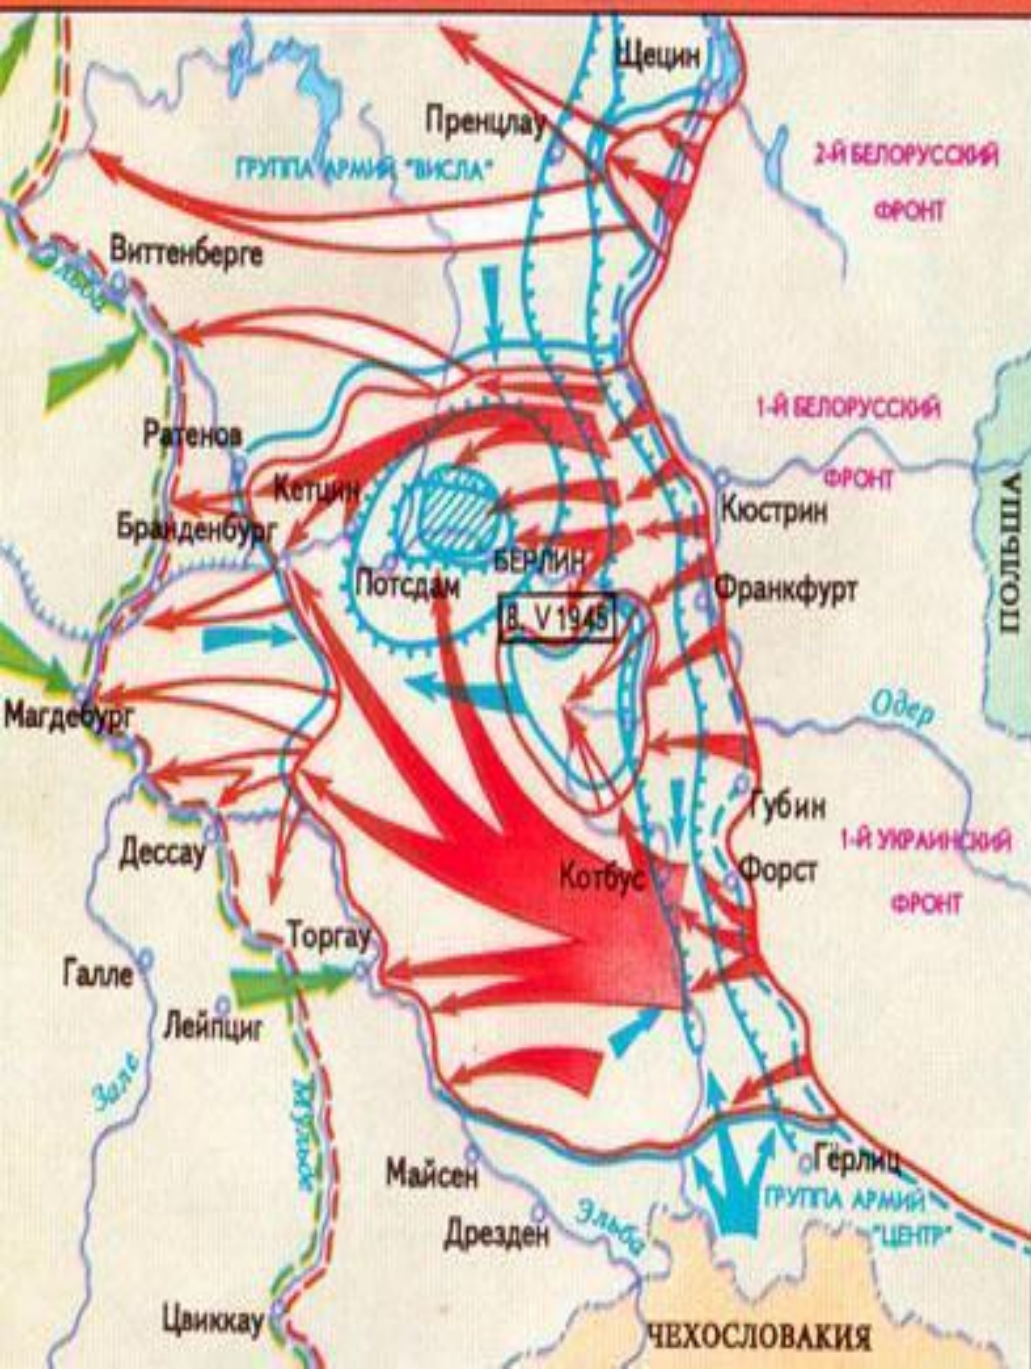 Щецин
Пренцлау
2-Й БЕЛОРУССКИЙ
ФРОНТ
ГРУППА АРМИЙ "ВИСЛА"
Виттенберге
Эльба
1-Й БЕЛОРУССКИЙ
ФРОНТ
Ратенов
Кетцин
Кюстрин
Бранденбург
БЕРЛИН
ПОЛЬША
Потсдам
Франкфурт
8. V 1945
Магдебург
Одер
Губин
Дессау
1-Й УКРАИНСКИЙ
ФРОНТ
Котбус
Форст
Торгау
Галле
Лейпциг
Зале
Мульде
Майсен
Гёрлиц
ГРУППА АРМИЙ
"ЦЕНТР"
Дрезден
Эльба
Цвиккау
ЧЕХОСЛОВАКИЯ